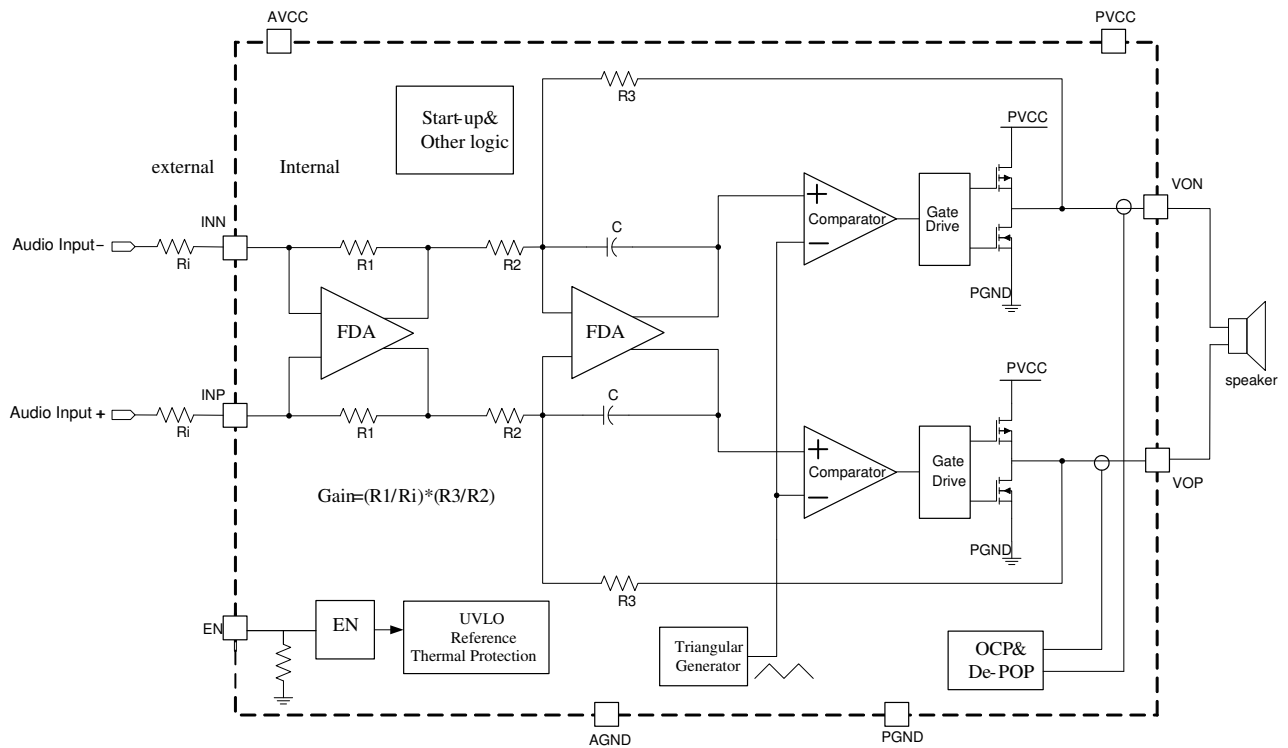 AVCC
PVCC
R3
Start-up&
Other logic
PVCC
external
Internal
VON
INN
Comparator
Gate
Drive
C
Audio Input-
Ri
R1
R2
PGND
FDA
FDA
PVCC
speaker
INP
C
Audio Input +
Ri
R1
R2
Comparator
Gate
Drive
VOP
Gain=(R1/Ri)*(R3/R2)
PGND
R3
EN
EN
UVLO
Reference
Thermal Protection
Triangular
Generator
OCP&
De-POP
AGND
PGND